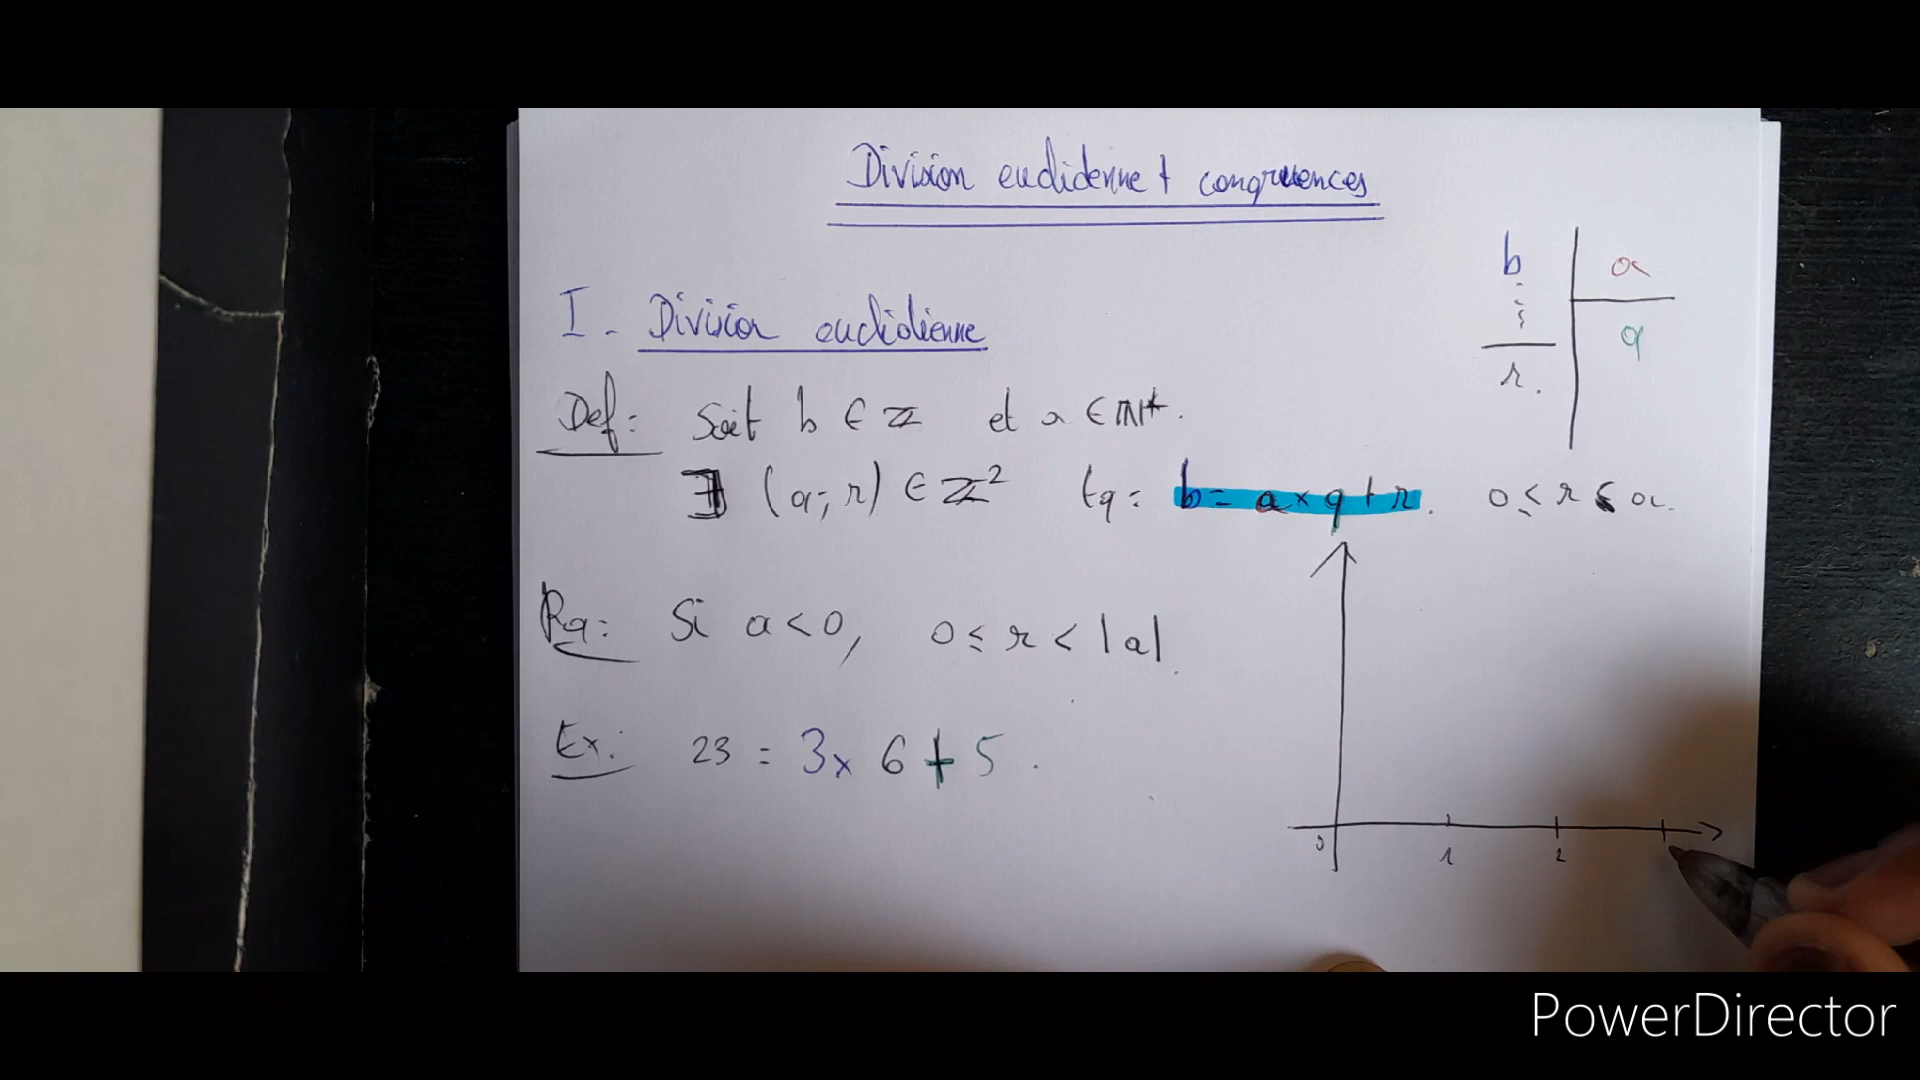 Division euclidenne + congruences
I - Division euclidienne
b a
q
r.
Def: Soit b ∈ ℤ et a ∈ ℕ*.
∃ (q; r) ∈ ℤ² tq: b = a × q + r. 0 ≤ r < a.
Rq: Si a < 0, 0 ≤ r < |a|.
Ex: 23 = 3 × 6 + 5.
0 1 2
PowerDirector